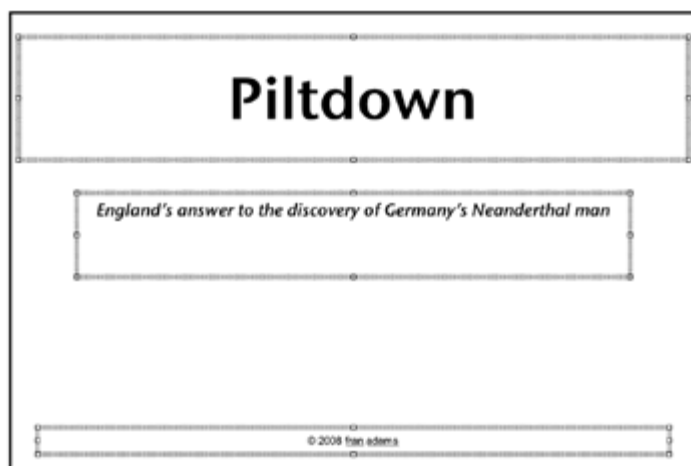 Piltdown
England's answer to the discovery of Germany's Neanderthal man
© 2008 fran adams